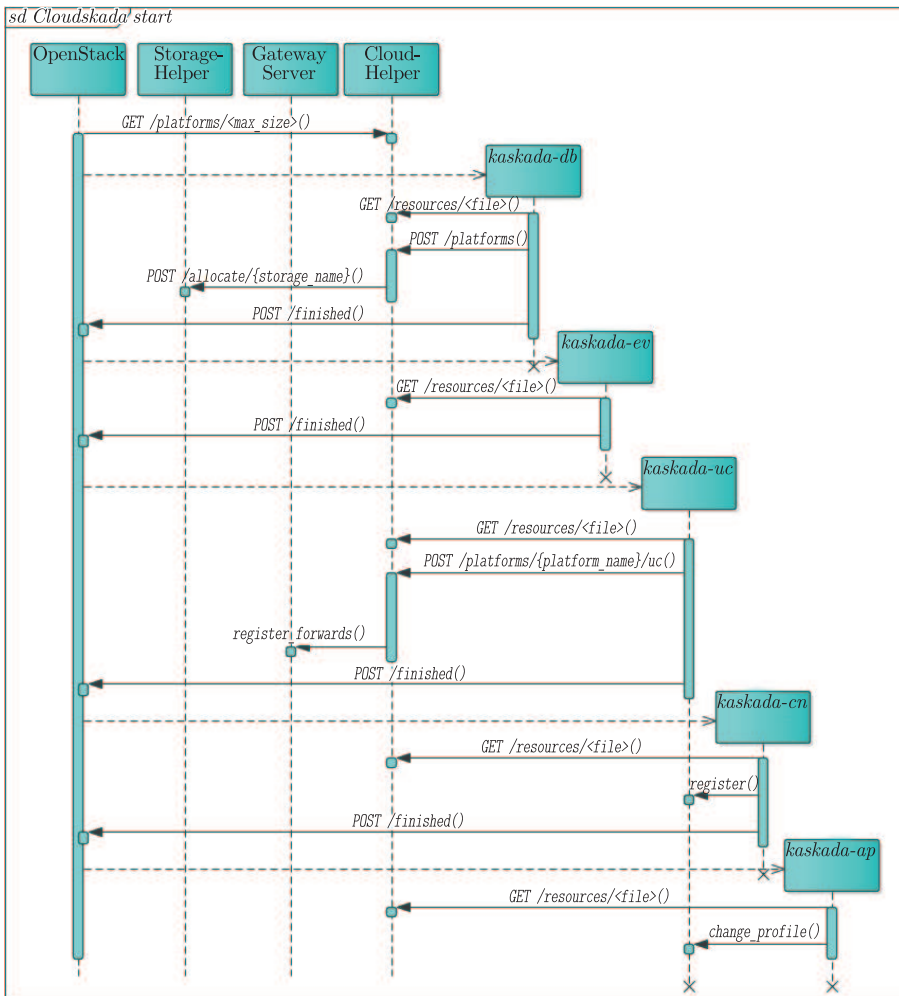 sd Cloudskada start
OpenStack
Storage-
Helper
Gateway
Server
Cloud-
Helper
GET /platforms/<max_size>()
kaskada-db
GET /resources/<file>()
POST /platforms()
POST /allocate/{storage_name}()
POST /finished()
kaskada-ev
GET /resources/<file>()
POST /finished()
kaskada-uc
GET /resources/<file>()
POST /platforms/{platform_name}/uc()
register_forwards()
POST /finished()
kaskada-cn
GET /resources/<file>()
register()
POST /finished()
kaskada-ap
GET /resources/<file>()
change_profile()